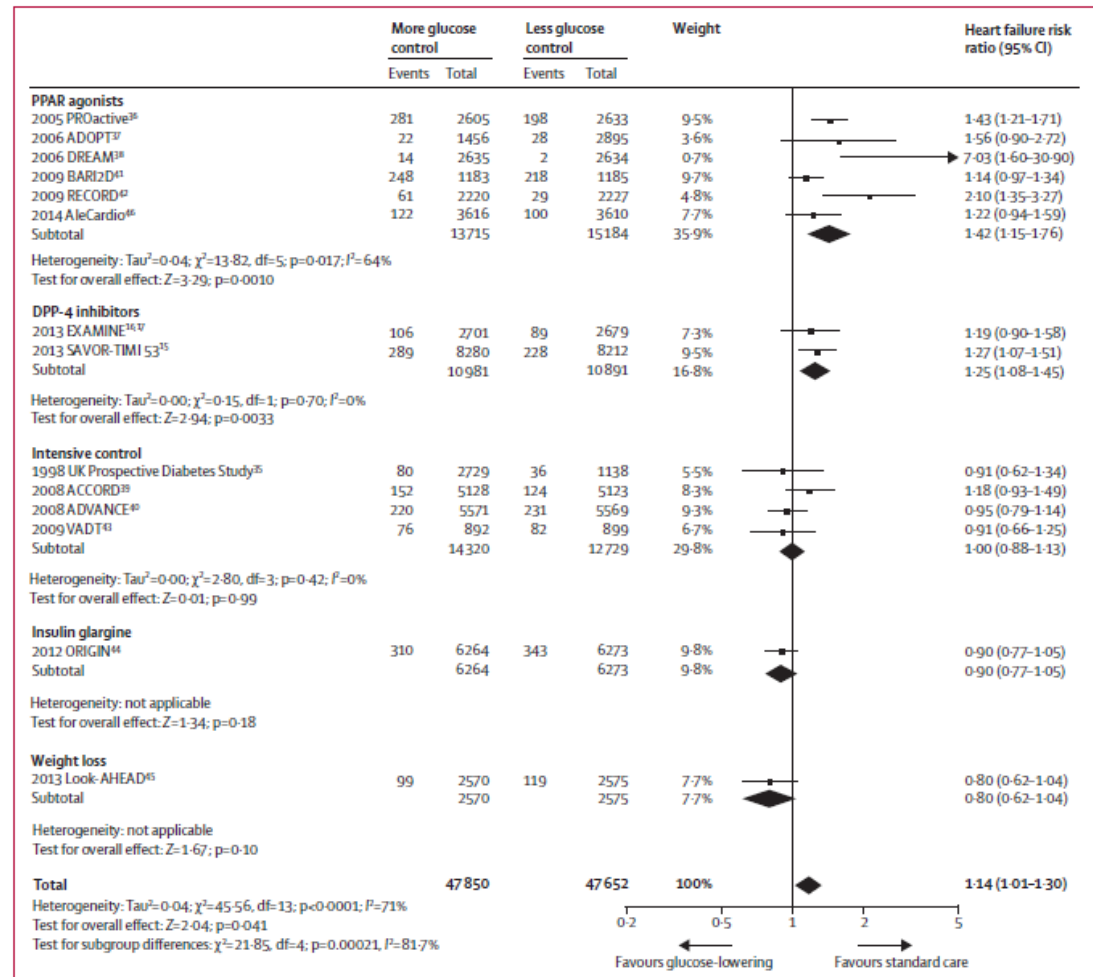 More glucose control Less glucose control Weight Heart failure risk ratio (95% CI)
Events Total Events Total
PPAR agonists
2005 PROactive³⁶ 281 2605 198 2633 9·5% 1·43 (1·21–1·71)
2006 ADOPT³⁷ 22 1456 28 2895 3·6% 1·56 (0·90–2·72)
2006 DREAM³⁸ 14 2635 2 2634 0·7% 7·03 (1·60–30·90)
2009 BARI2D⁴¹ 248 1183 218 1185 9·7% 1·14 (0·97–1·34)
2009 RECORD⁴² 61 2220 29 2227 4·8% 2·10 (1·35–3·27)
2014 AleCardio⁴⁶ 122 3616 100 3610 7·7% 1·22 (0·94–1·59)
Subtotal 13715 15184 35·9% 1·42 (1·15–1·76)
Heterogeneity: Tau²=0·04; χ²=13·82, df=5; p=0·017; I²=64%
Test for overall effect: Z=3·29; p=0·0010
DPP-4 inhibitors
2013 EXAMINE¹⁶,¹⁷ 106 2701 89 2679 7·3% 1·19 (0·90–1·58)
2013 SAVOR-TIMI 53¹⁵ 289 8280 228 8212 9·5% 1·27 (1·07–1·51)
Subtotal 10981 10891 16·8% 1·25 (1·08–1·45)
Heterogeneity: Tau²=0·00; χ²=0·15, df=1; p=0·70; I²=0%
Test for overall effect: Z=2·94; p=0·0033
Intensive control
1998 UK Prospective Diabetes Study³⁵ 80 2729 36 1138 5·5% 0·91 (0·62–1·34)
2008 ACCORD³⁹ 152 5128 124 5123 8·3% 1·18 (0·93–1·49)
2008 ADVANCE⁴⁰ 220 5571 231 5569 9·3% 0·95 (0·79–1·14)
2009 VADT⁴³ 76 892 82 899 6·7% 0·91 (0·66–1·25)
Subtotal 14320 12729 29·8% 1·00 (0·88–1·13)
Heterogeneity: Tau²=0·00; χ²=2·80, df=3; p=0·42; I²=0%
Test for overall effect: Z=0·01; p=0·99
Insulin glargine
2012 ORIGIN⁴⁴ 310 6264 343 6273 9·8% 0·90 (0·77–1·05)
Subtotal 6264 6273 9·8% 0·90 (0·77–1·05)
Heterogeneity: not applicable
Test for overall effect: Z=1·34; p=0·18
Weight loss
2013 Look-AHEAD⁴⁵ 99 2570 119 2575 7·7% 0·80 (0·62–1·04)
Subtotal 2570 2575 7·7% 0·80 (0·62–1·04)
Heterogeneity: not applicable
Test for overall effect: Z=1·67; p=0·10
Total 47850 47652 100% 1·14 (1·01–1·30)
Heterogeneity: Tau²=0·04; χ²=45·56, df=13; p<0·0001; I²=71%
Test for overall effect: Z=2·04; p=0·041
Test for subgroup differences: χ²=21·85, df=4; p=0.00021, I²=81·7%
0·2 0·5 1 2 5
Favours glucose-lowering Favours standard care